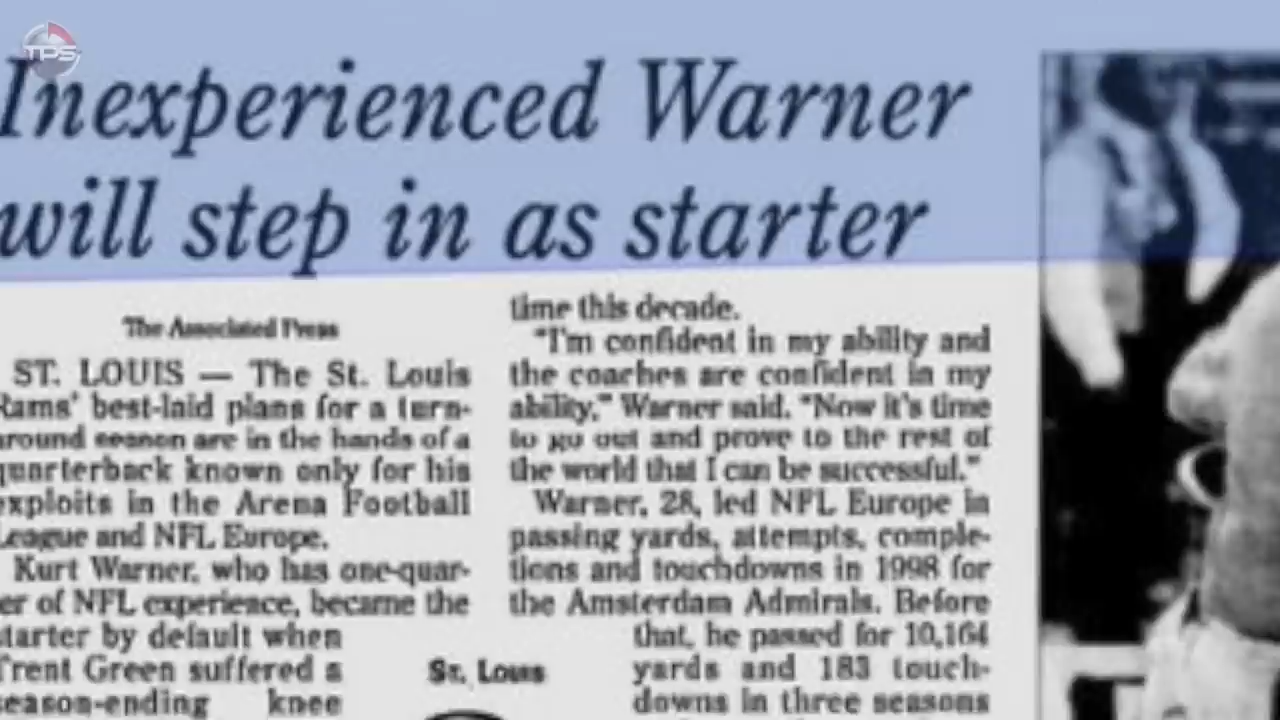 TPS
Inexperienced Warner
will step in as starter
The Associated Press
ST. LOUIS — The St. Louis
Rams' best-laid plans for a turn-
around season are in the hands of a
quarterback known only for his
exploits in the Arena Football
League and NFL Europe.
Kurt Warner, who has one-quar-
er of NFL experience, became the
starter by default when
Trent Green suffered a
season-ending knee
time this decade.
"I'm confident in my ability and
the coaches are confident in my
ability," Warner said. "Now it's time
to go out and prove to the rest of
the world that I can be successful."
Warner, 28, led NFL Europe in
passing yards, attempts, comple-
tions and touchdowns in 1998 for
the Amsterdam Admirals. Before
that, he passed for 10,164
yards and 183 touch-
downs in three seasons
St. Louis